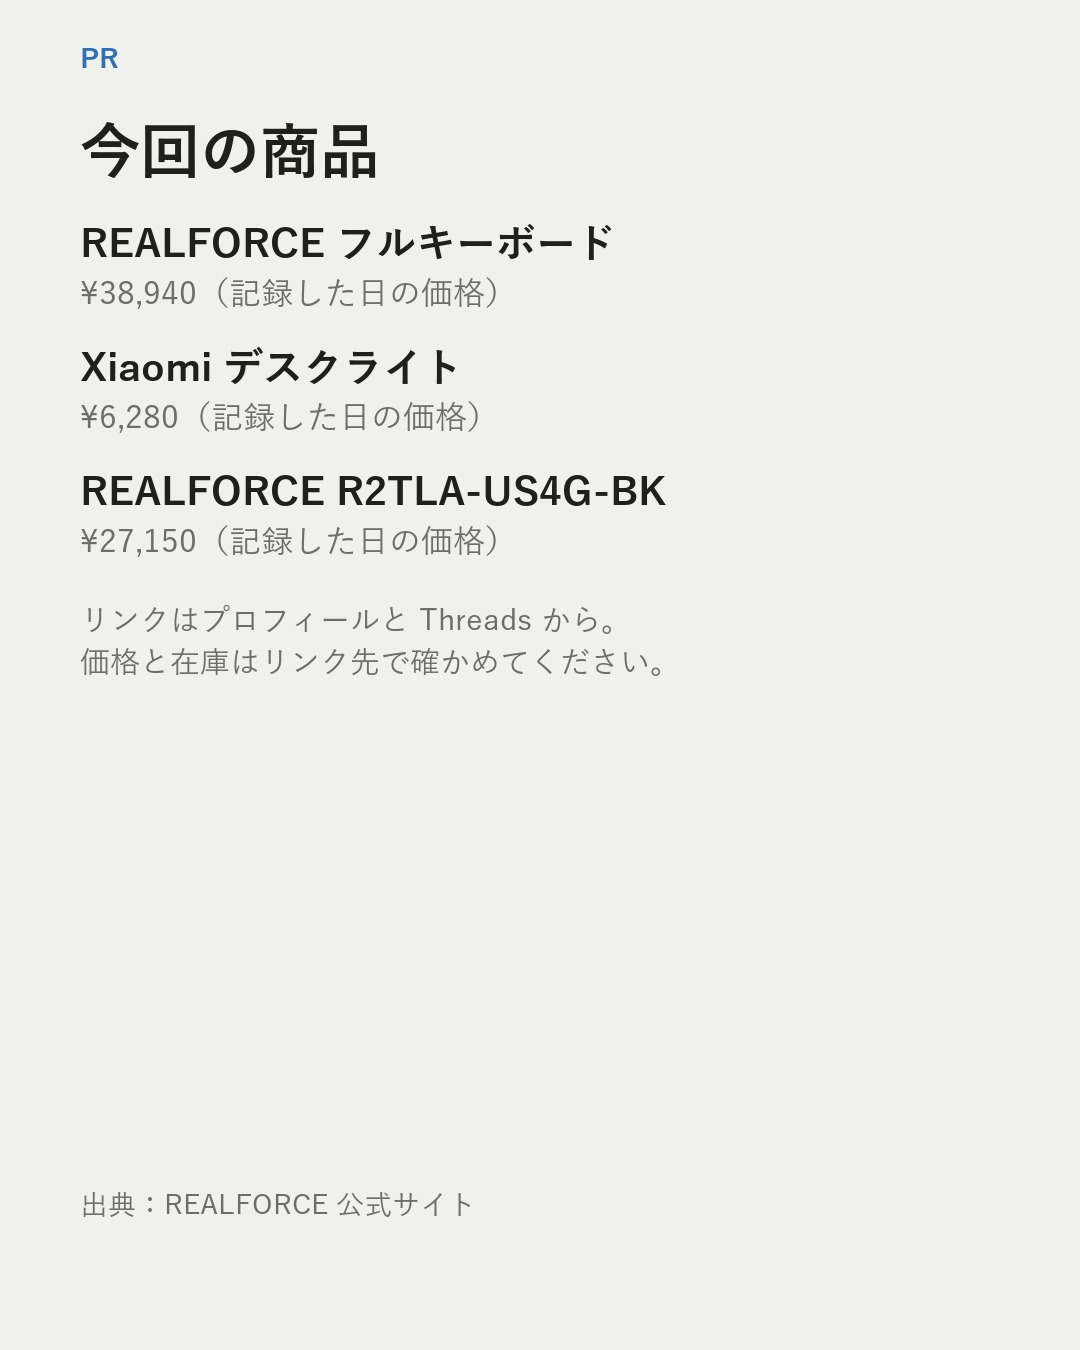 PR
今回の商品
REALFORCE フルキーボード
¥38,940（記録した日の価格）
Xiaomi デスクライト
¥6,280（記録した日の価格）
REALFORCE R2TLA-US4G-BK
¥27,150（記録した日の価格）
リンクはプロフィールと Threads から。
価格と在庫はリンク先で確かめてください。
出典：REALFORCE 公式サイト